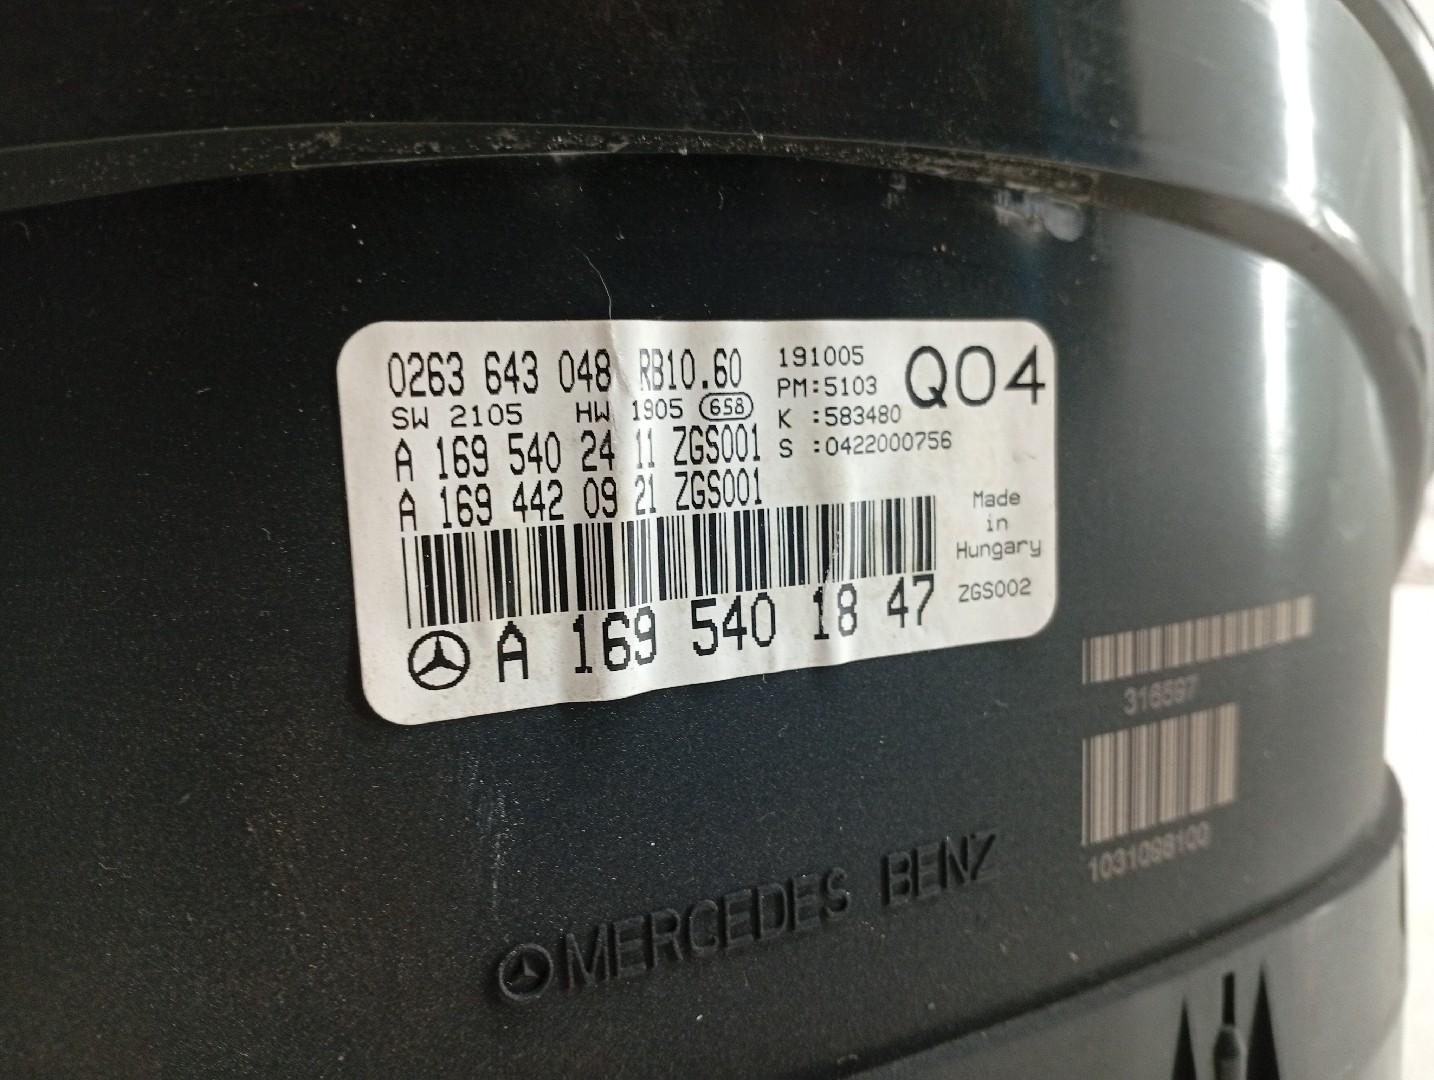 0263 643 048 RB10.60
SW 2105 HW 1905 658
A 169 540 24 11 ZGS001
A 169 442 09 21 ZGS001
191005
PM:5103
K :583480
S :0422000756
Q04
Made
in
Hungary
ZGS002
A 169 540 18 47
316597
1031098100
MERCEDES BENZ